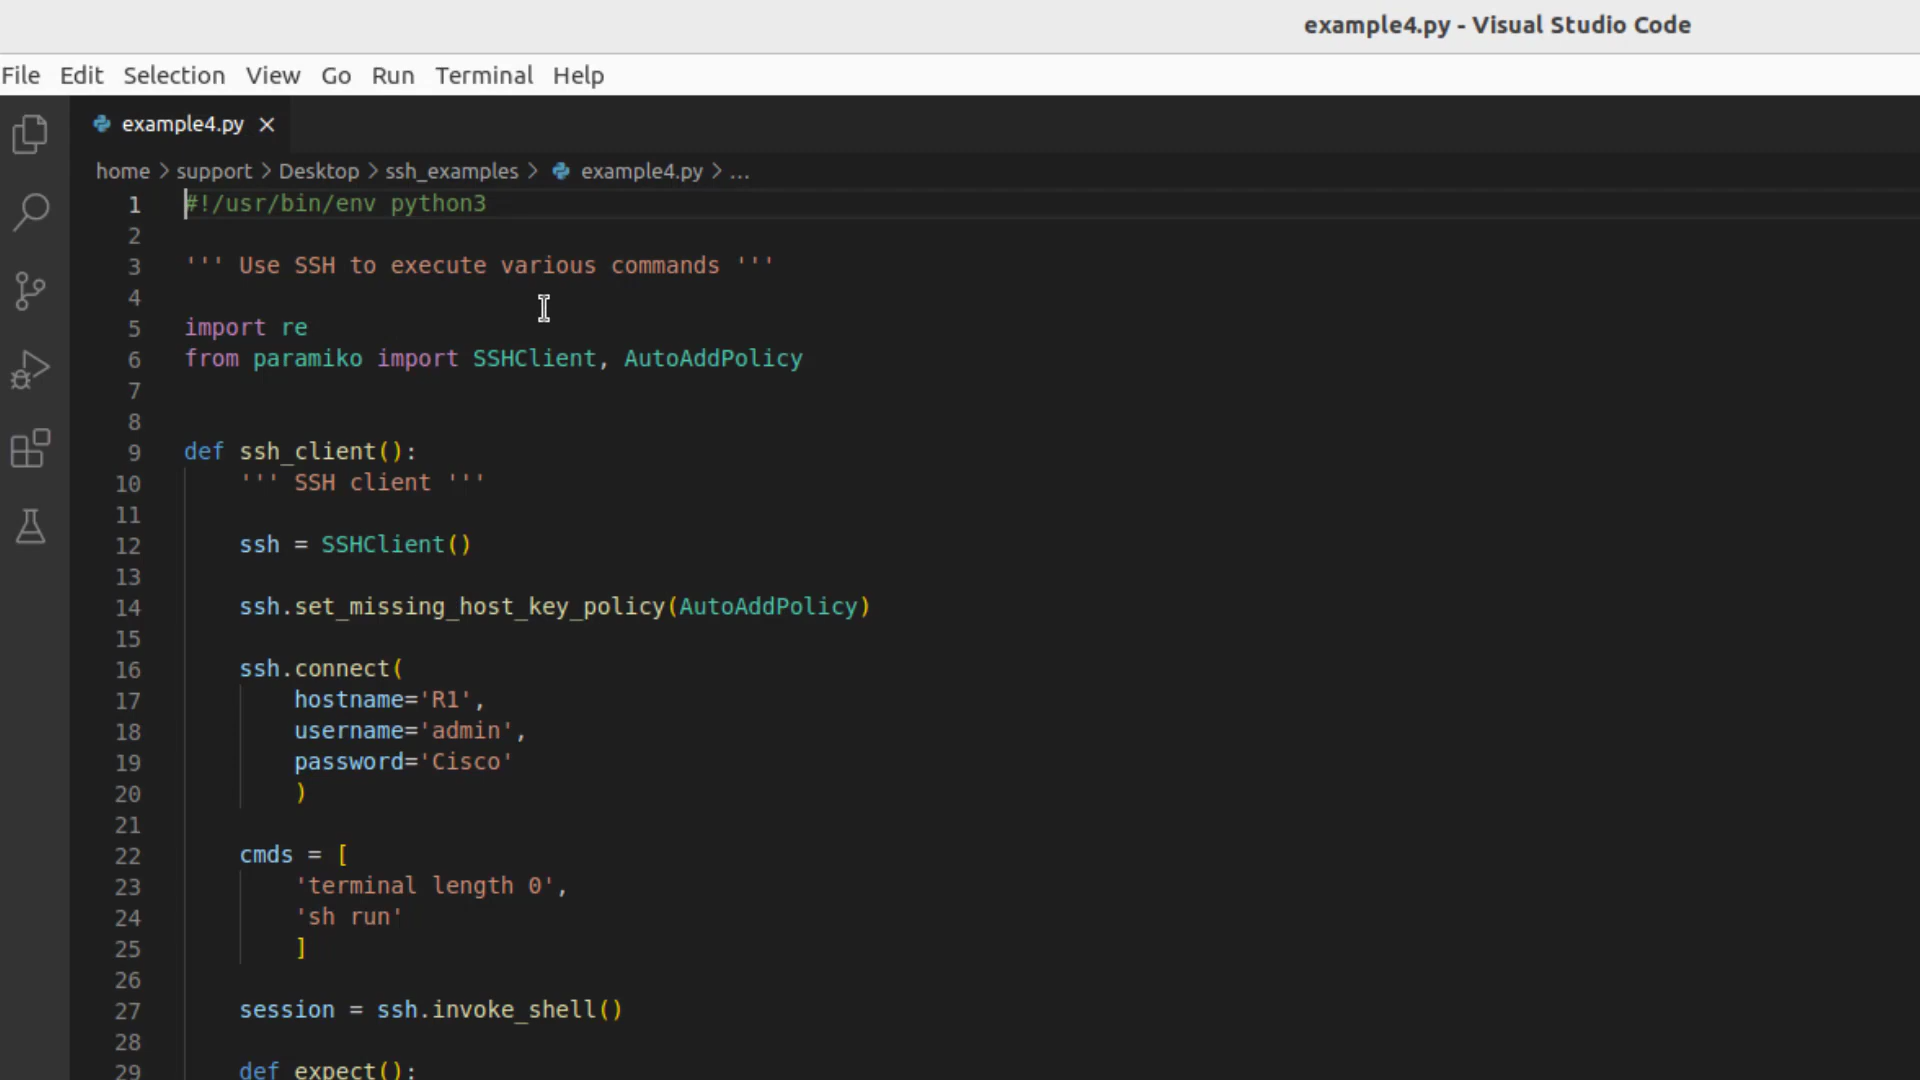 example4.py - Visual Studio Code
File Edit Selection View Go Run Terminal Help
example4.py
home > support > Desktop > ssh_examples > example4.py > ...
1 #!/usr/bin/env python3
2
3 ''' Use SSH to execute various commands '''
4
5 import re
6 from paramiko import SSHClient, AutoAddPolicy
7
8
9 def ssh_client():
10     ''' SSH client '''
11
12     ssh = SSHClient()
13
14     ssh.set_missing_host_key_policy(AutoAddPolicy)
15
16     ssh.connect(
17         hostname='R1',
18         username='admin',
19         password='Cisco'
20         )
21
22     cmds = [
23         'terminal length 0',
24         'sh run'
25         ]
26
27     session = ssh.invoke_shell()
28
29     def expect():